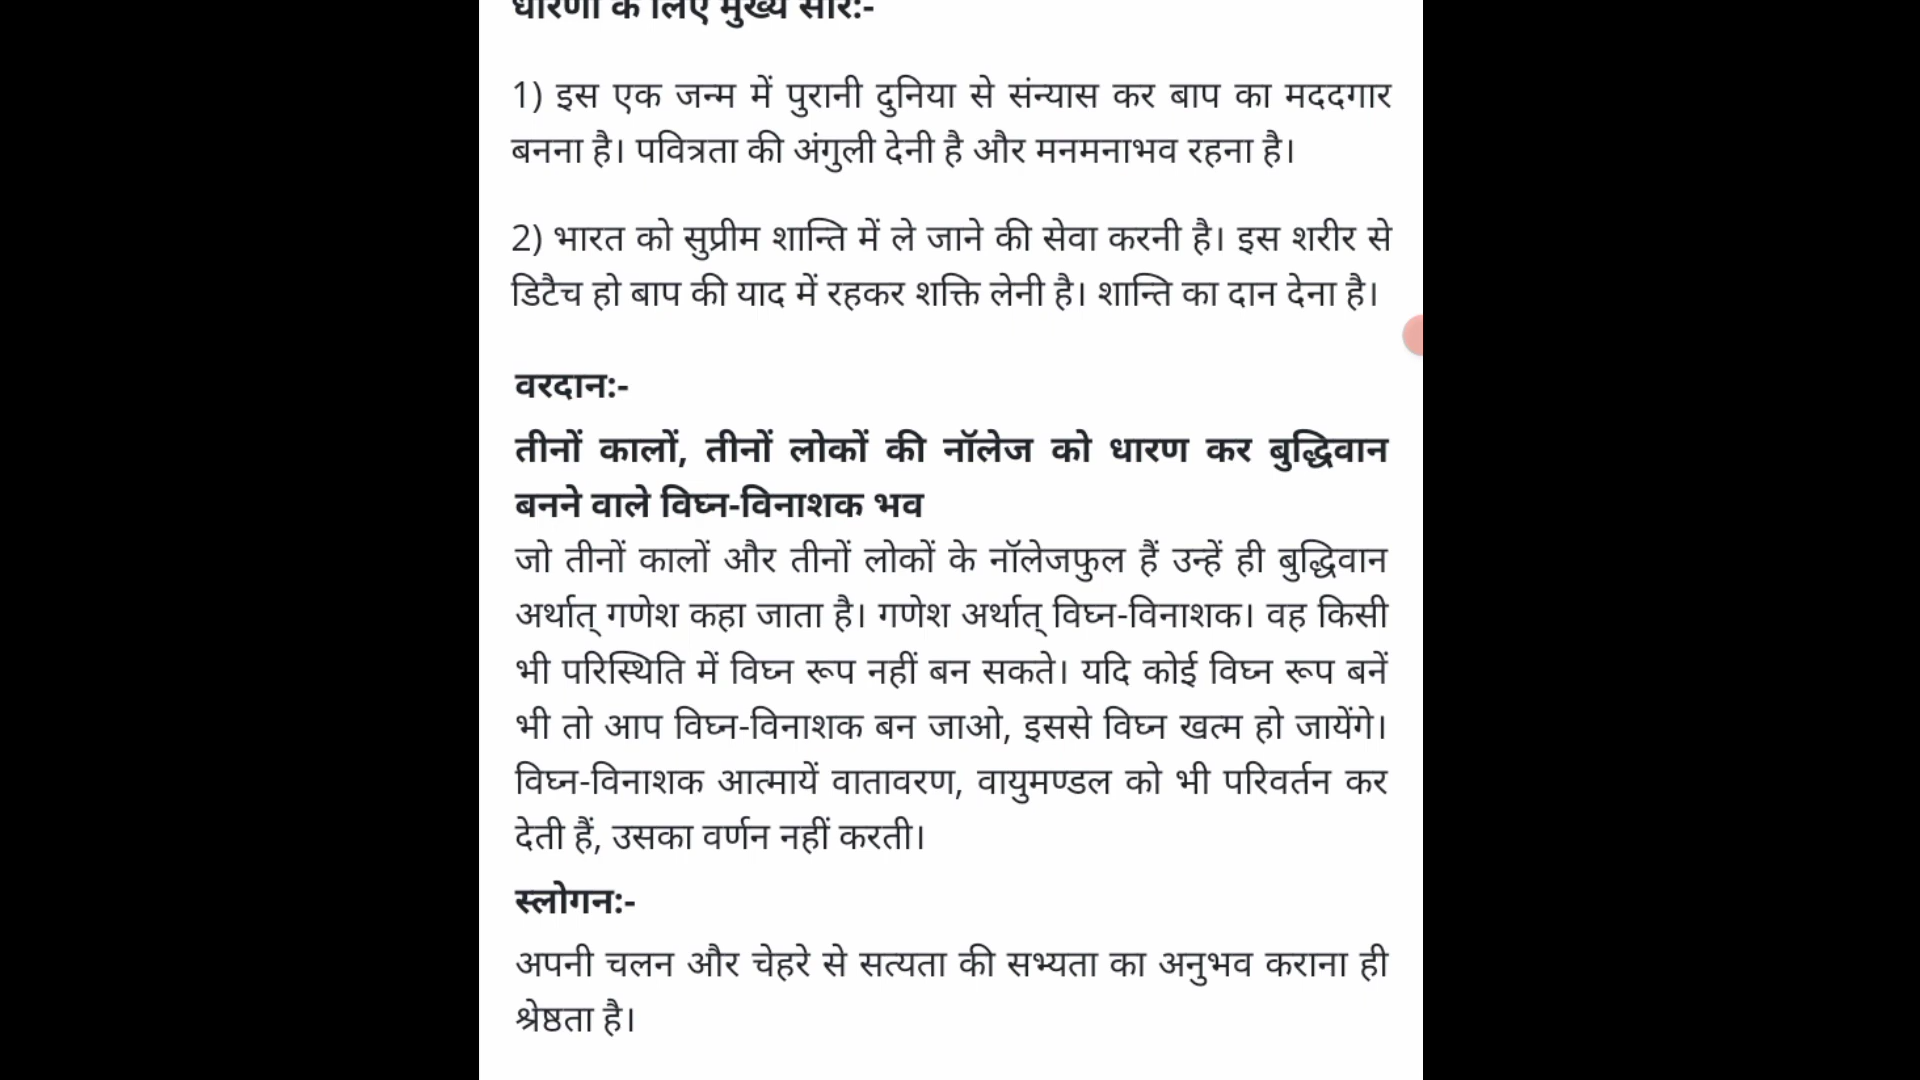 धारणा के लिए मुख्य सार:-
1) इस एक जन्म में पुरानी दुनिया से संन्यास कर बाप का मददगार
बनना है। पवित्रता की अंगुली देनी है और मनमनाभव रहना है।
2) भारत को सुप्रीम शान्ति में ले जाने की सेवा करनी है। इस शरीर से
डिटैच हो बाप की याद में रहकर शक्ति लेनी है। शान्ति का दान देना है।
वरदान:-
तीनों कालों, तीनों लोकों की नॉलेज को धारण कर बुद्धिवान
बनने वाले विघ्न-विनाशक भव
जो तीनों कालों और तीनों लोकों के नॉलेजफुल हैं उन्हें ही बुद्धिवान
अर्थात् गणेश कहा जाता है। गणेश अर्थात् विघ्न-विनाशक। वह किसी
भी परिस्थिति में विघ्न रूप नहीं बन सकते। यदि कोई विघ्न रूप बनें
भी तो आप विघ्न-विनाशक बन जाओ, इससे विघ्न खत्म हो जायेंगे।
विघ्न-विनाशक आत्मायें वातावरण, वायुमण्डल को भी परिवर्तन कर
देती हैं, उसका वर्णन नहीं करती।
स्लोगन:-
अपनी चलन और चेहरे से सत्यता की सभ्यता का अनुभव कराना ही
श्रेष्ठता है।